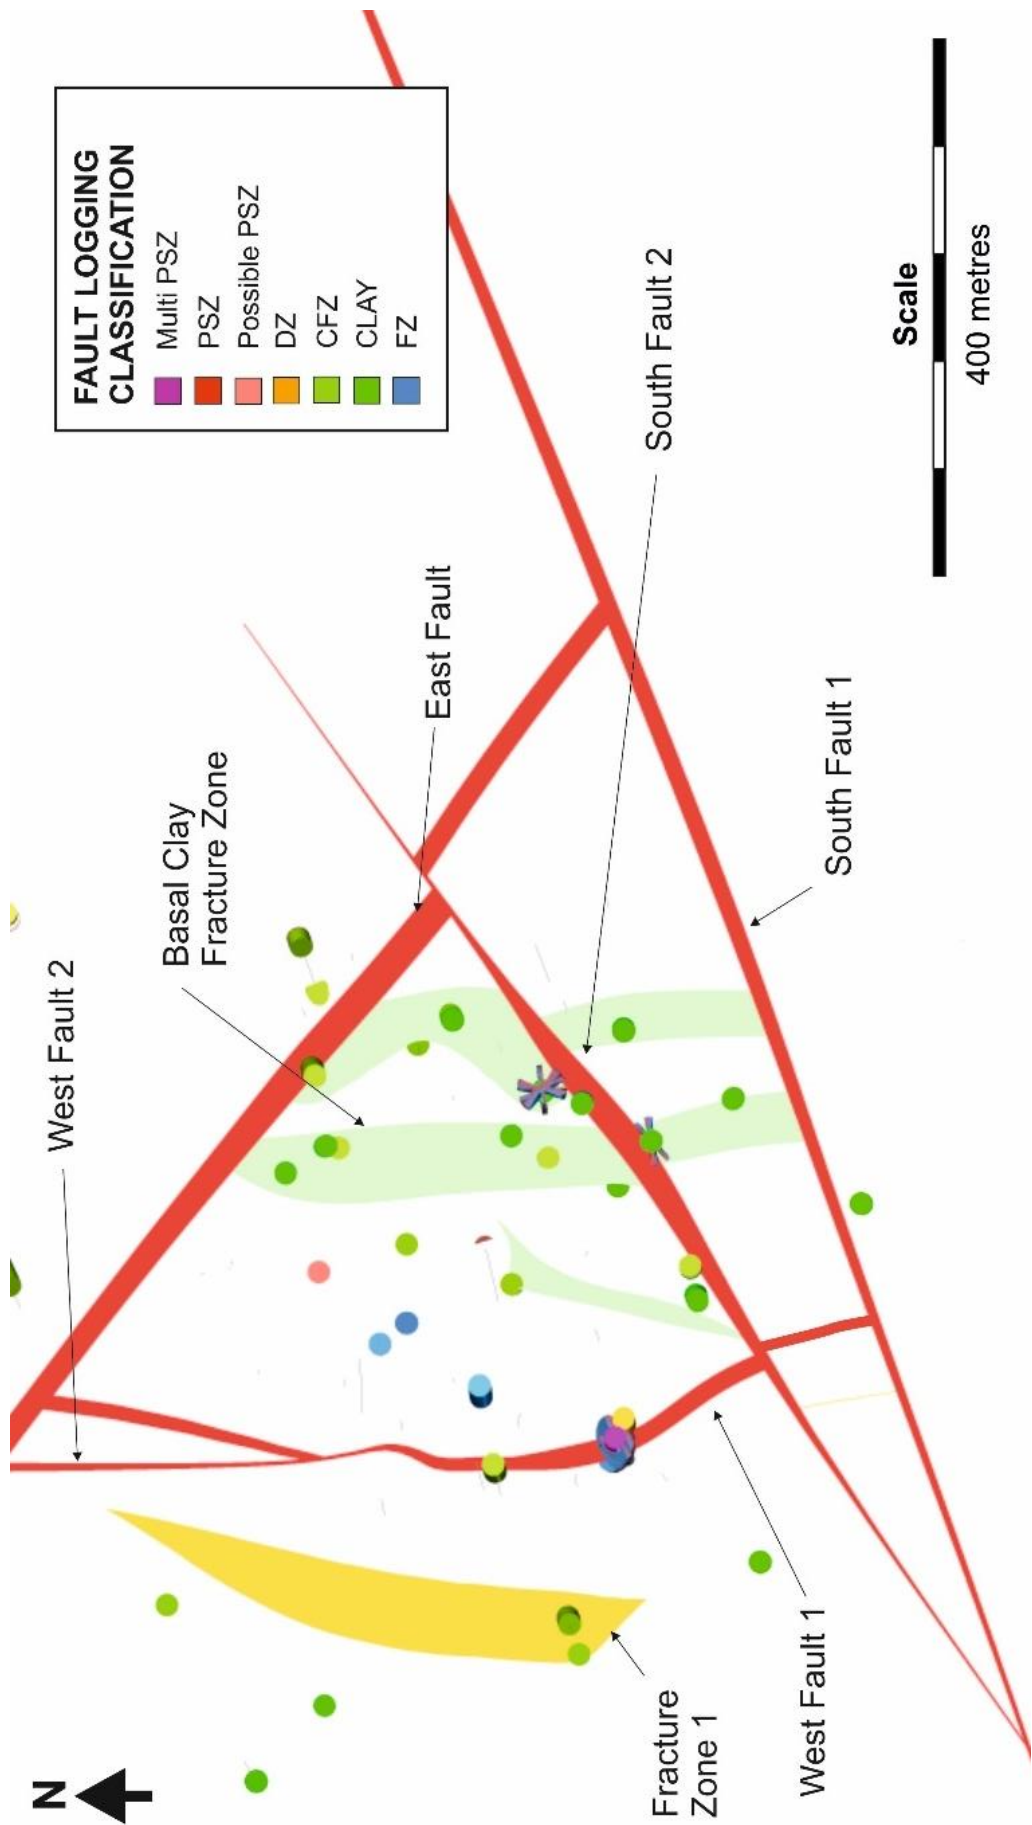 N
West Fault 2
Basal Clay
Fracture Zone
East Fault
FAULT LOGGING
CLASSIFICATION
Multi PSZ
PSZ
Possible PSZ
DZ
CFZ
CLAY
FZ
Fracture
Zone 1
West Fault 1
South Fault 1
South Fault 2
Scale
400 metres